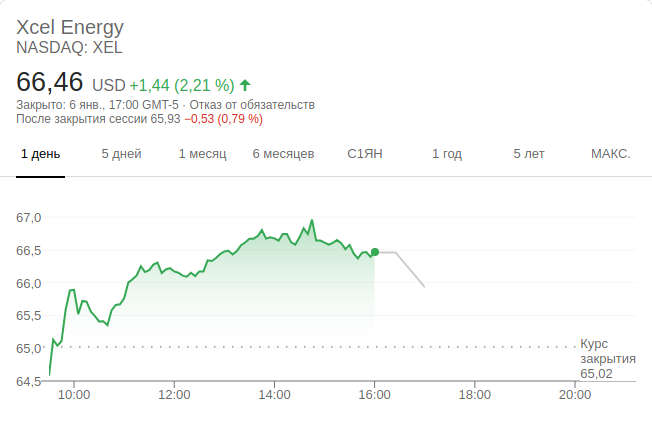 Xcel Energy
NASDAQ: XEL
66,46 USD +1,44 (2,21 %)
Закрыто: 6 янв., 17:00 GMT-5 · Отказ от обязательств
После закрытия сессии 65,93 −0,53 (0,79 %)
1 день 5 дней 1 месяц 6 месяцев С1ЯН 1 год 5 лет МАКС.
67,0
66,5
66,0
65,5
65,0
64,5
Курс
закрытия
65,02
10:00 12:00 14:00 16:00 18:00 20:00